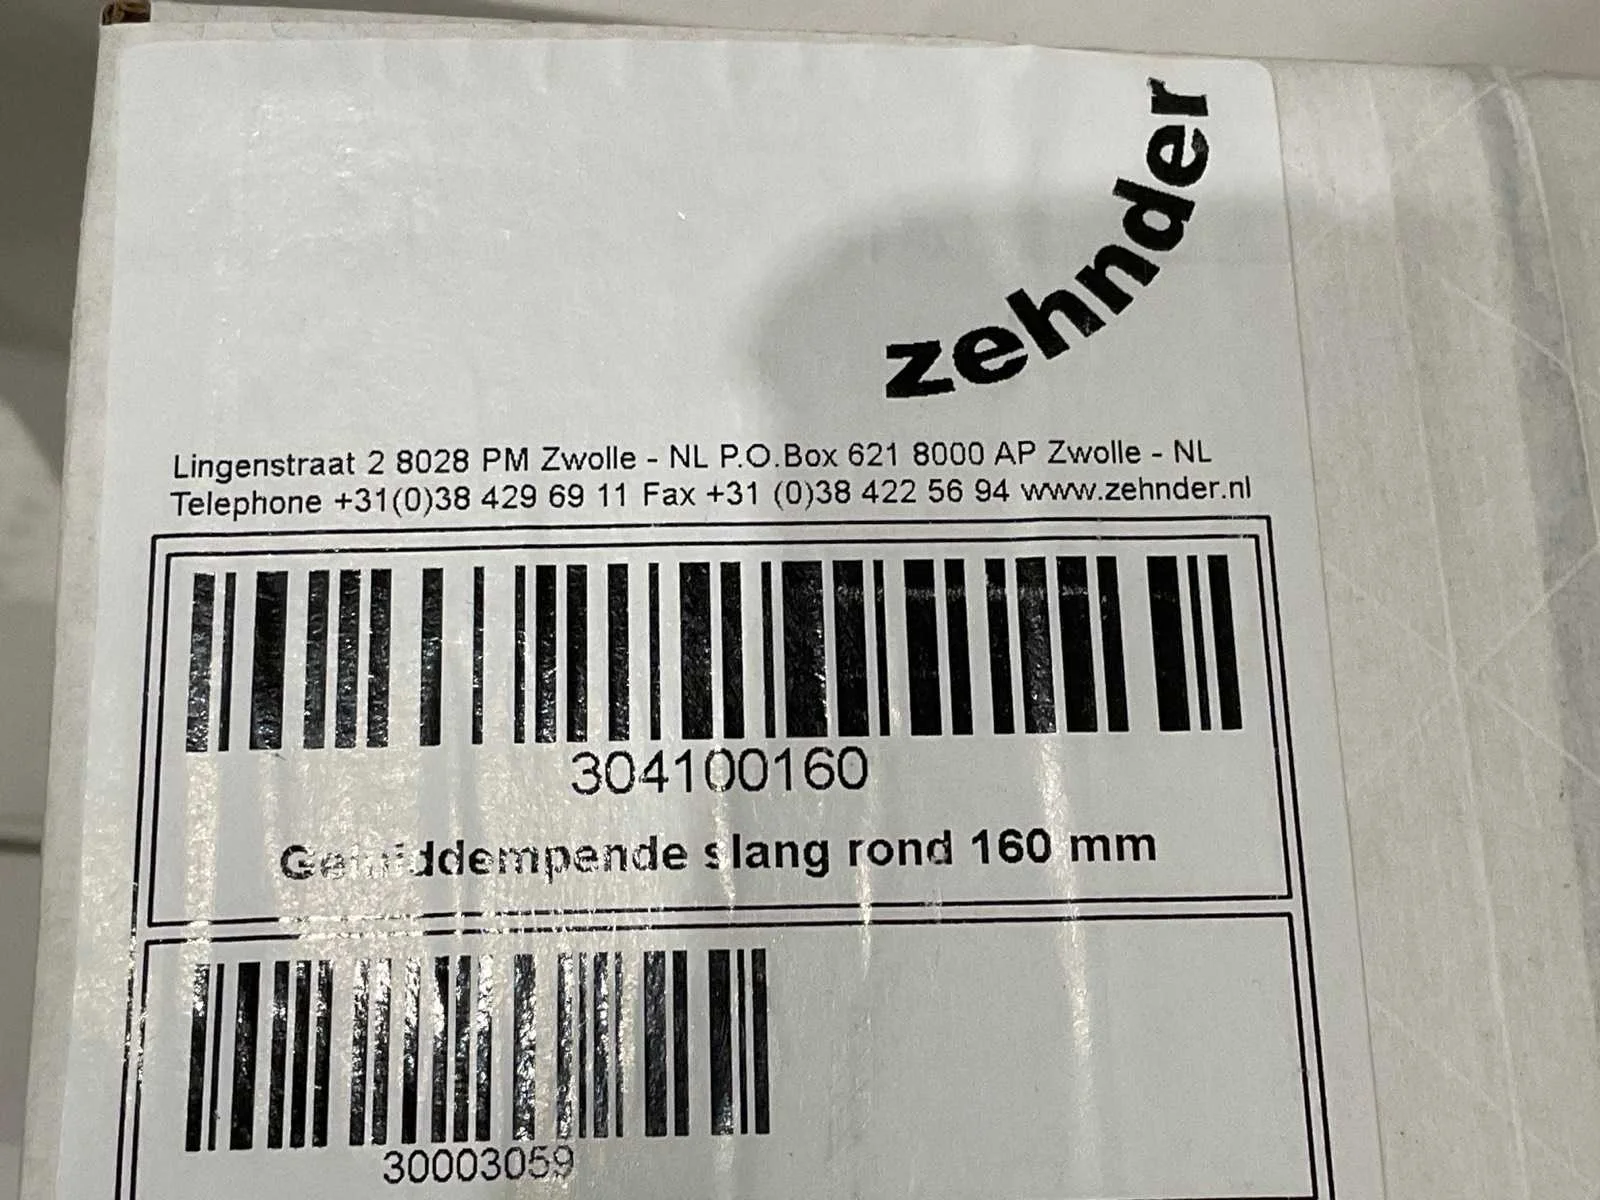 zehnder
Lingenstraat 2 8028 PM Zwolle - NL P.O.Box 621 8000 AP Zwolle - NL
Telephone +31(0)38 429 69 11 Fax +31 (0)38 422 56 94 www.zehnder.nl
304100160
Geluiddempende slang rond 160 mm
30003059